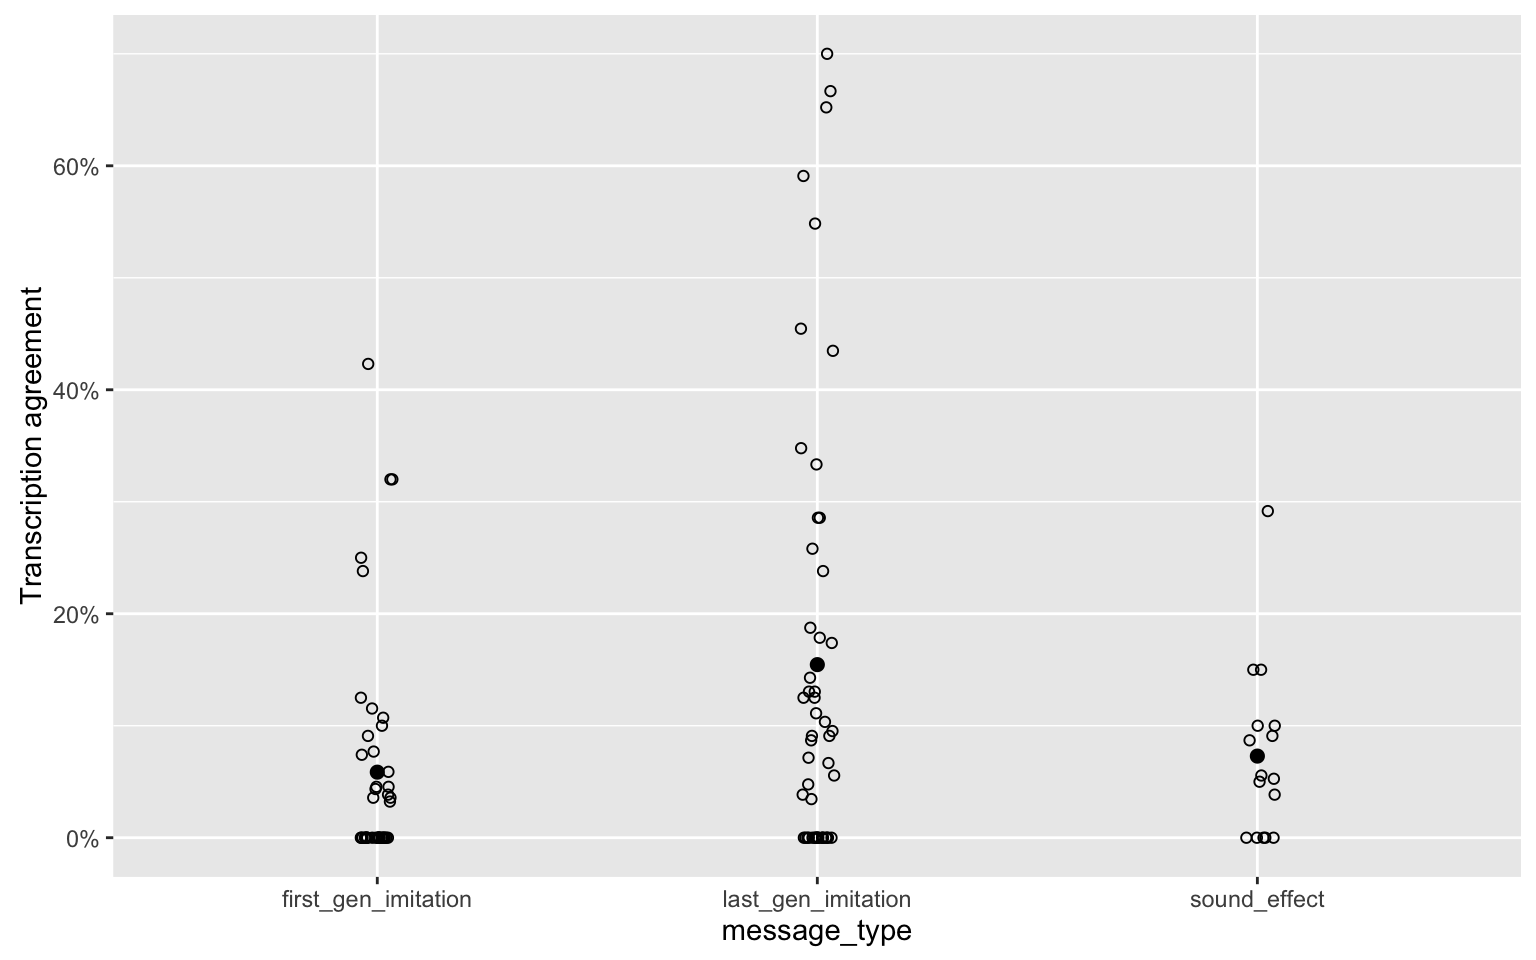 Transcription agreement
60%
40%
20%
0%
first_gen_imitation
last_gen_imitation
sound_effect
message_type